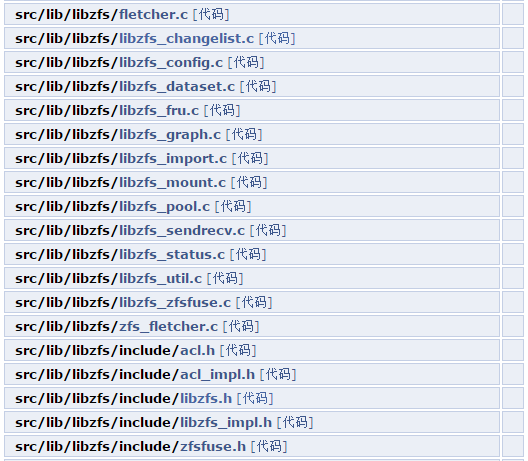 src/lib/libzfs/fletcher.c [代码]
src/lib/libzfs/libzfs_changelist.c [代码]
src/lib/libzfs/libzfs_config.c [代码]
src/lib/libzfs/libzfs_dataset.c [代码]
src/lib/libzfs/libzfs_fru.c [代码]
src/lib/libzfs/libzfs_graph.c [代码]
src/lib/libzfs/libzfs_import.c [代码]
src/lib/libzfs/libzfs_mount.c [代码]
src/lib/libzfs/libzfs_pool.c [代码]
src/lib/libzfs/libzfs_sendrecv.c [代码]
src/lib/libzfs/libzfs_status.c [代码]
src/lib/libzfs/libzfs_util.c [代码]
src/lib/libzfs/libzfs_zfsfuse.c [代码]
src/lib/libzfs/zfs_fletcher.c [代码]
src/lib/libzfs/include/acl.h [代码]
src/lib/libzfs/include/acl_impl.h [代码]
src/lib/libzfs/include/libzfs.h [代码]
src/lib/libzfs/include/libzfs_impl.h [代码]
src/lib/libzfs/include/zfsfuse.h [代码]